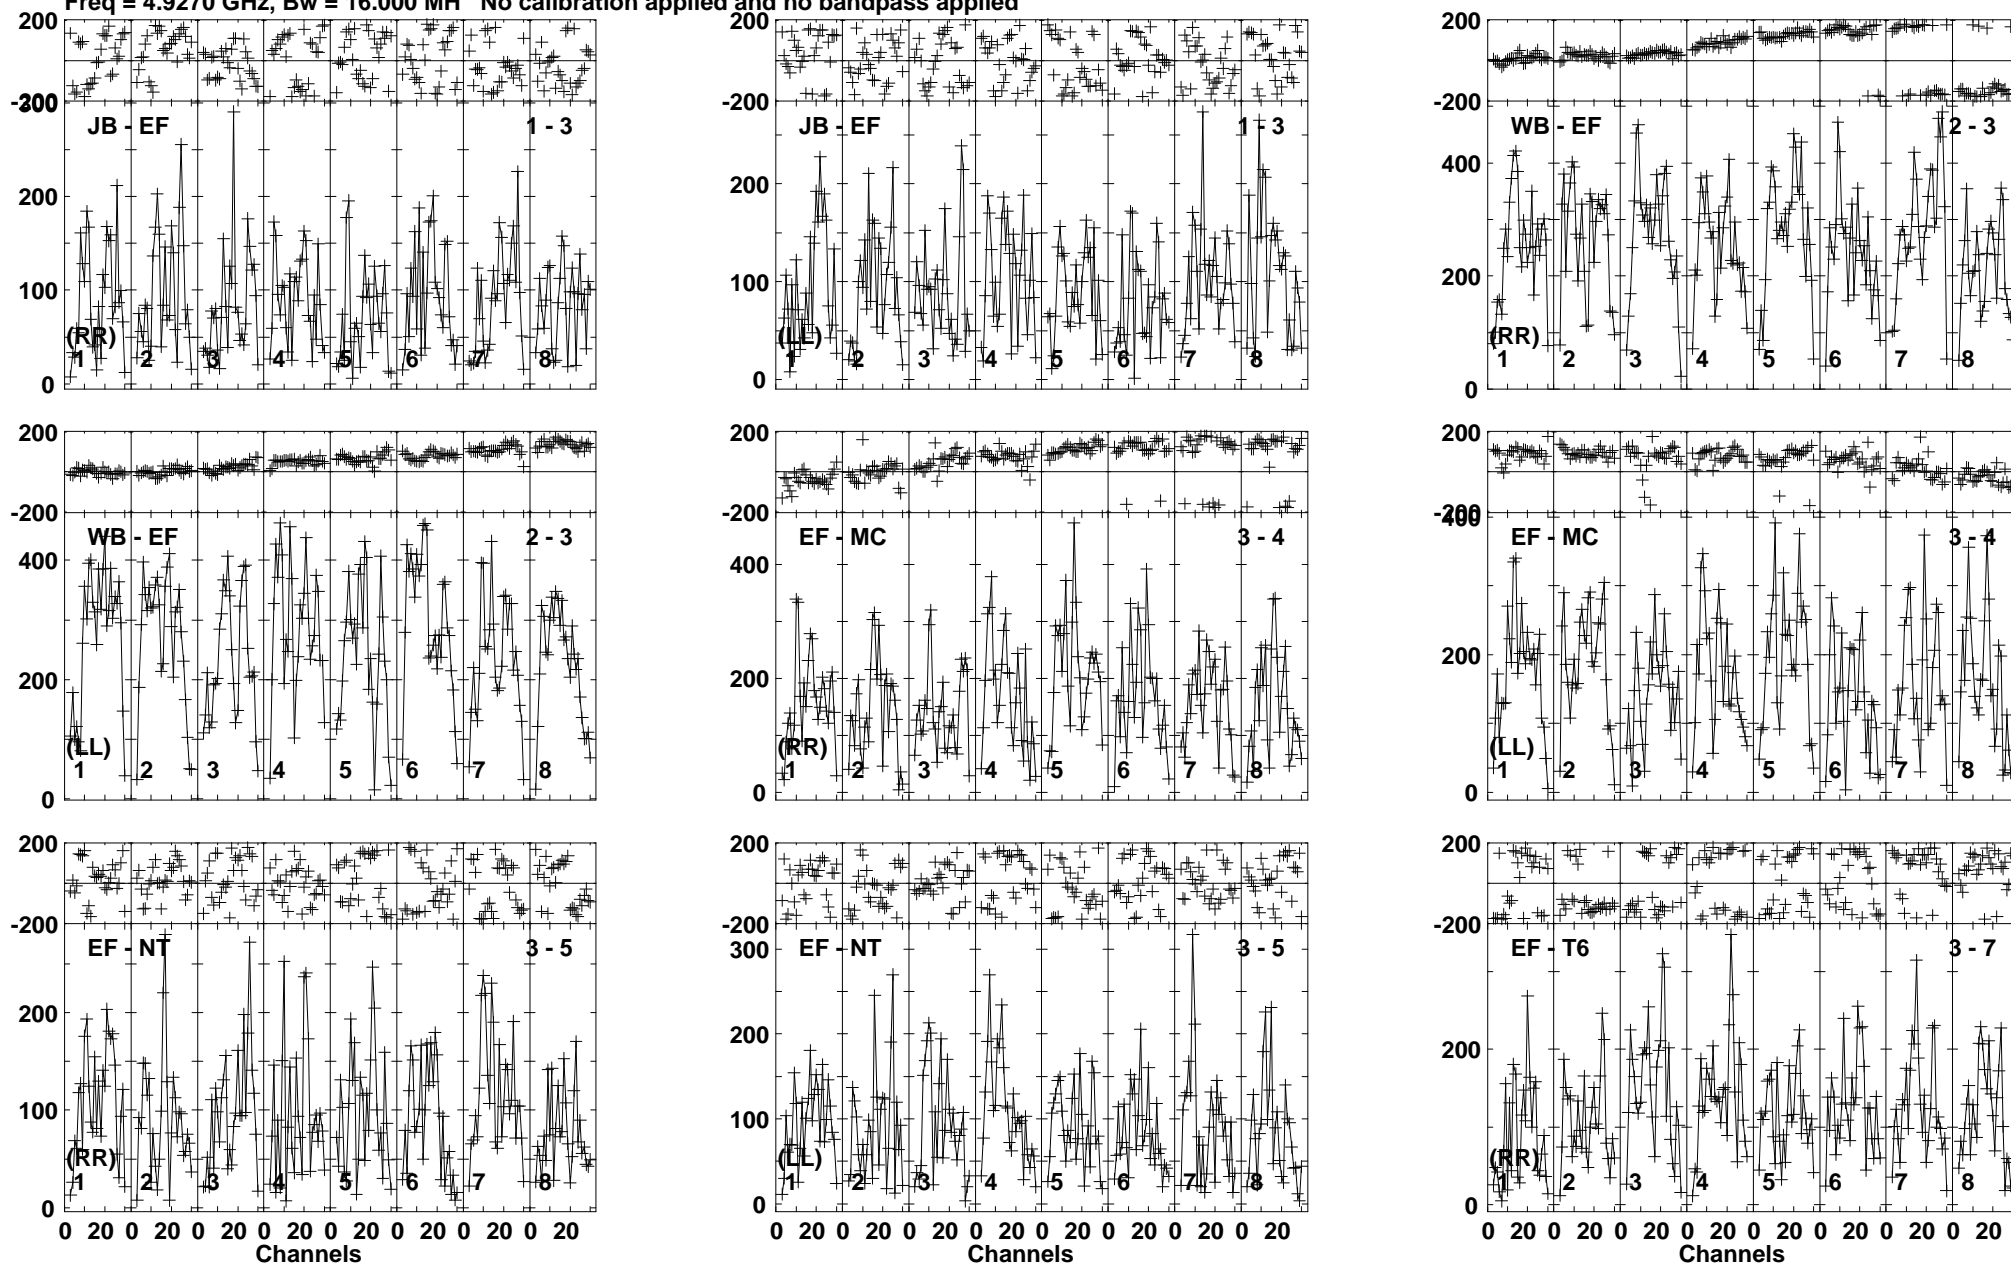 Freq = 4.9270 GHz, Bw = 16.000 MH No calibration applied and no bandpass applied
200 200 200
-200 -200 -200
300
JB - EF 1 - 3 JB - EF 1 - 3 WB - EF 2 - 3
400
200 200
200
100 100
(RR) (LL) (RR)
1 2 3 4 5 6 7 8 1 2 3 4 5 6 7 8 1 2 3 4 5 6 7 8
0 0 0
200 200 200
-200 -200 -200
400
WB - EF 2 - 3 EF - MC 3 - 4 EF - MC 3 - 4
400 400
200 200 200
(LL) (RR) (LL)
1 2 3 4 5 6 7 8 1 2 3 4 5 6 7 8 1 2 3 4 5 6 7 8
0 0 0
200 200 200
-200 -200 -200
EF - NT 3 - 5 EF - NT 3 - 5 EF - T6 3 - 7
300
200 200 200
100 100
(RR) (LL) (RR)
1 2 3 4 5 6 7 8 1 2 3 4 5 6 7 8 1 2 3 4 5 6 7 8
0 0 0
0 20 0 20 0 20 0 20 0 20 0 20 0 20 0 20 0 20 0 20 0 20 0 20 0 20 0 20 0 20 0 20 0 20 0 20 0 20 0 20 0 20 0 20 0 20 0 20
Channels Channels Channels